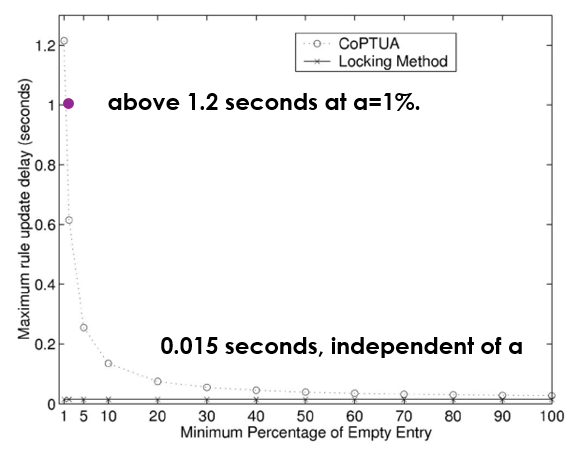 1.2
1
0.8
0.6
0.4
0.2
0
Maximum rule update delay (seconds)
CoPTUA
Locking Method
above 1.2 seconds at a=1%.
0.015 seconds, independent of a
1 5 10 20 30 40 50 60 70 80 90 100
Minimum Percentage of Empty Entry